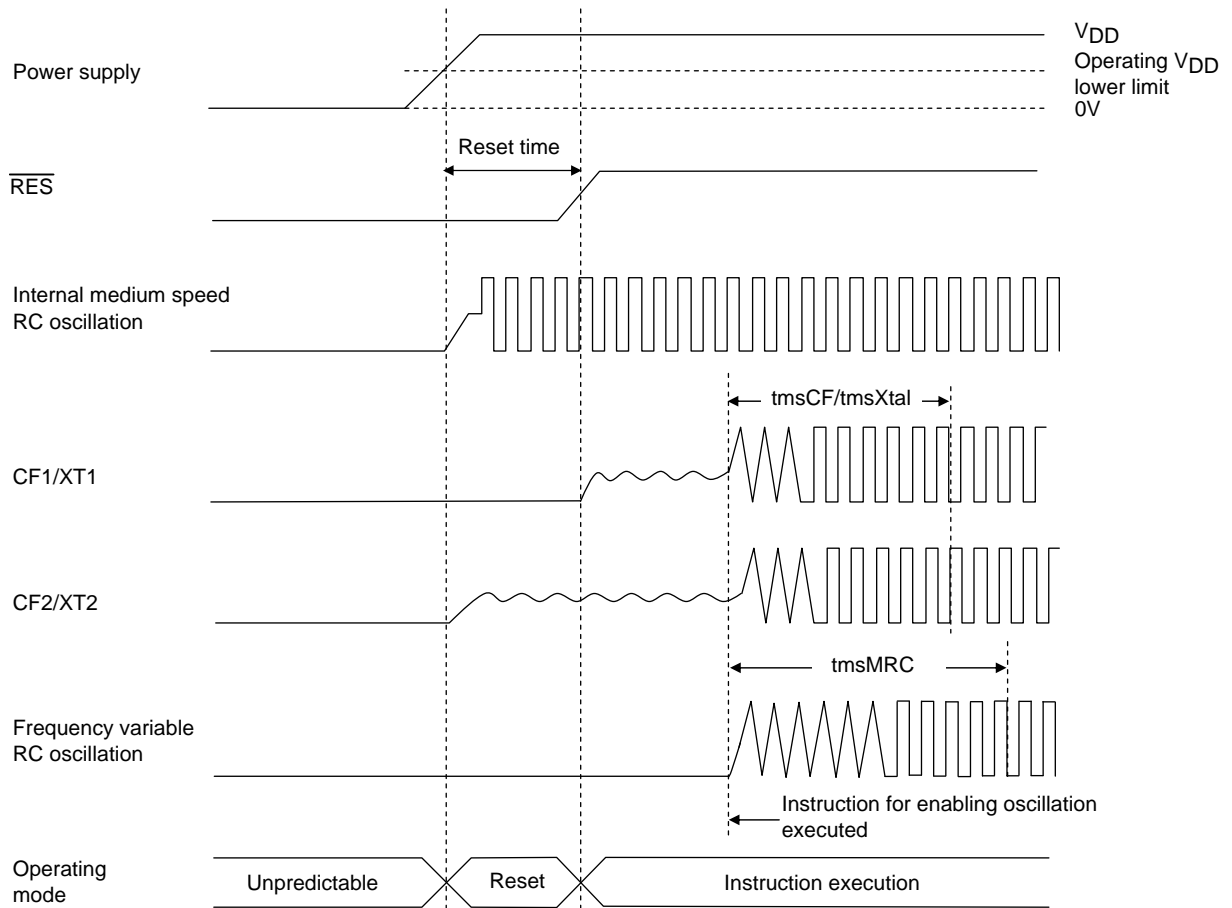 VDD
Power supply
Operating VDD
lower limit
0V
Reset time
RES
Internal medium speed
RC oscillation
tmsCF/tmsXtal
CF1/XT1
CF2/XT2
tmsMRC
Frequency variable
RC oscillation
Instruction for enabling oscillation
executed
Operating
mode
Unpredictable
Reset
Instruction execution